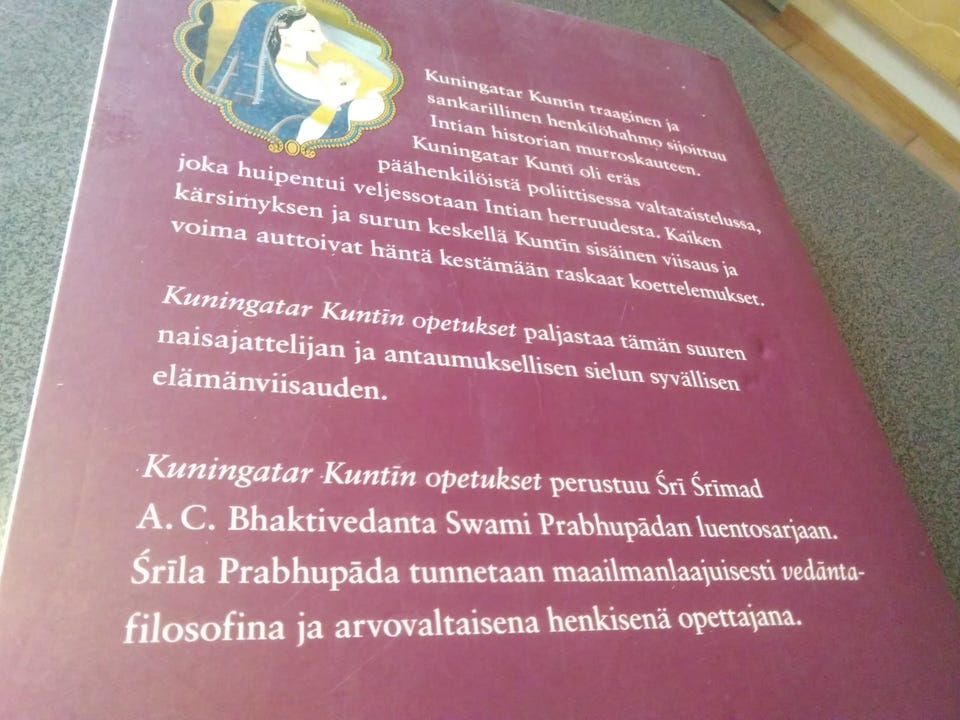 Kuningatar Kuntīn traaginen ja
sankarillinen henkilöhahmo sijoittuu
Intian historian murroskauteen.
Kuningatar Kuntī oli eräs
päähenkilöistä poliittisessa valtataistelussa,
joka huipentui veljessotaan Intian herruudesta. Kaiken
kärsimyksen ja surun keskellä Kuntīn sisäinen viisaus ja
voima auttoivat häntä kestämään raskaat koettelemukset.
Kuningatar Kuntīn opetukset paljastaa tämän suuren
naisajattelijan ja antaumuksellisen sielun syvällisen
elämänviisauden.
Kuningatar Kuntīn opetukset perustuu Śrī Śrīmad
A. C. Bhaktivedanta Swami Prabhupādan luentosarjaan.
Śrīla Prabhupāda tunnetaan maailmanlaajuisesti vedānta-
filosofina ja arvovaltaisena henkisenä opettajana.